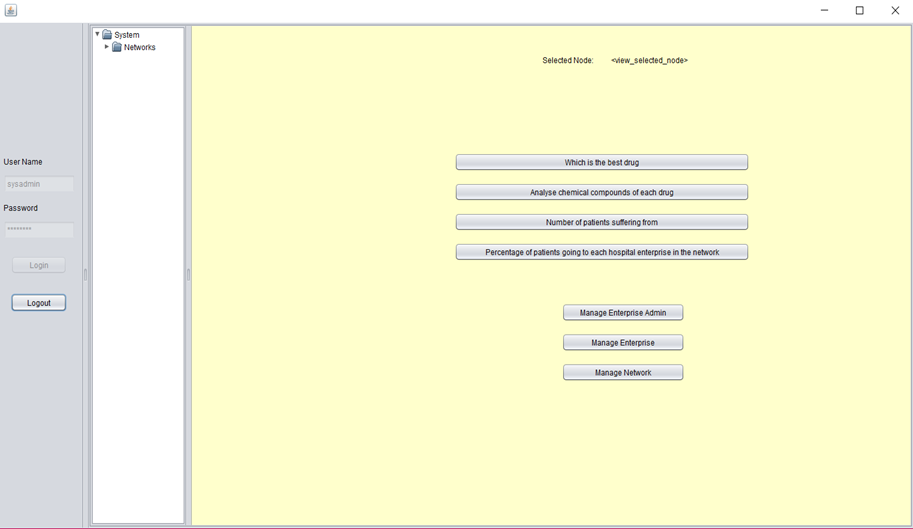 System
Networks
Selected Node: <view_selected_node>
User Name
sysadmin
Password
********
Login
Logout
Which is the best drug
Analyse chemical compounds of each drug
Number of patients suffering from
Percentage of patients going to each hospital enterprise in the network
Manage Enterprise Admin
Manage Enterprise
Manage Network